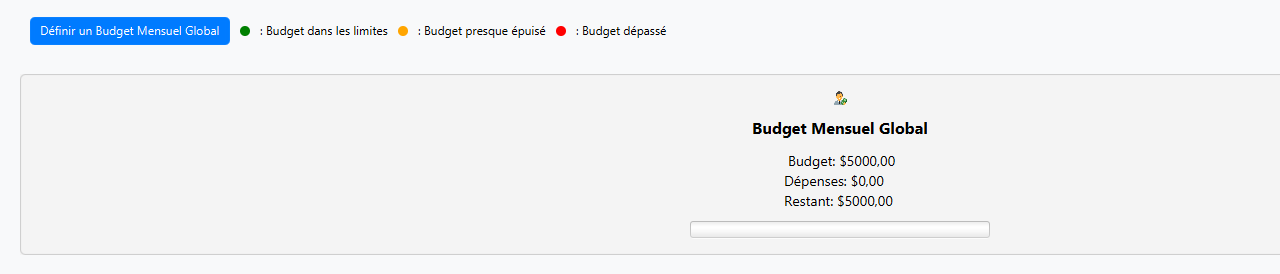 Définir un Budget Mensuel Global : Budget dans les limites : Budget presque épuisé : Budget dépassé
Budget Mensuel Global
Budget: $5000,00
Dépenses: $0,00
Restant: $5000,00